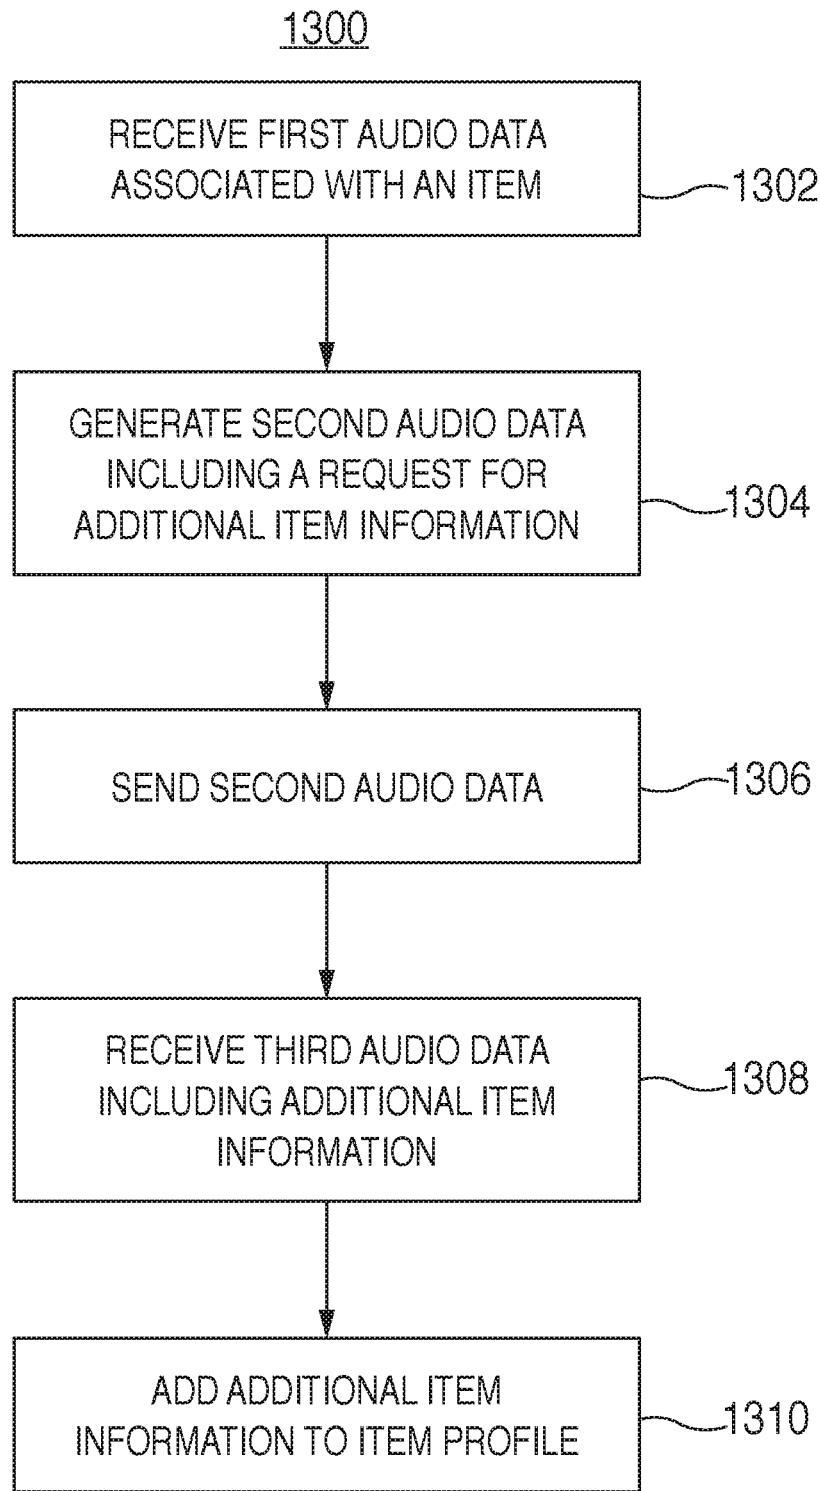 1300
RECEIVE FIRST AUDIO DATA
ASSOCIATED WITH AN ITEM
1302
GENERATE SECOND AUDIO DATA
INCLUDING A REQUEST FOR
ADDITIONAL ITEM INFORMATION
1304
SEND SECOND AUDIO DATA
1306
RECEIVE THIRD AUDIO DATA
INCLUDING ADDITIONAL ITEM
INFORMATION
1308
ADD ADDITIONAL ITEM
INFORMATION TO ITEM PROFILE
1310